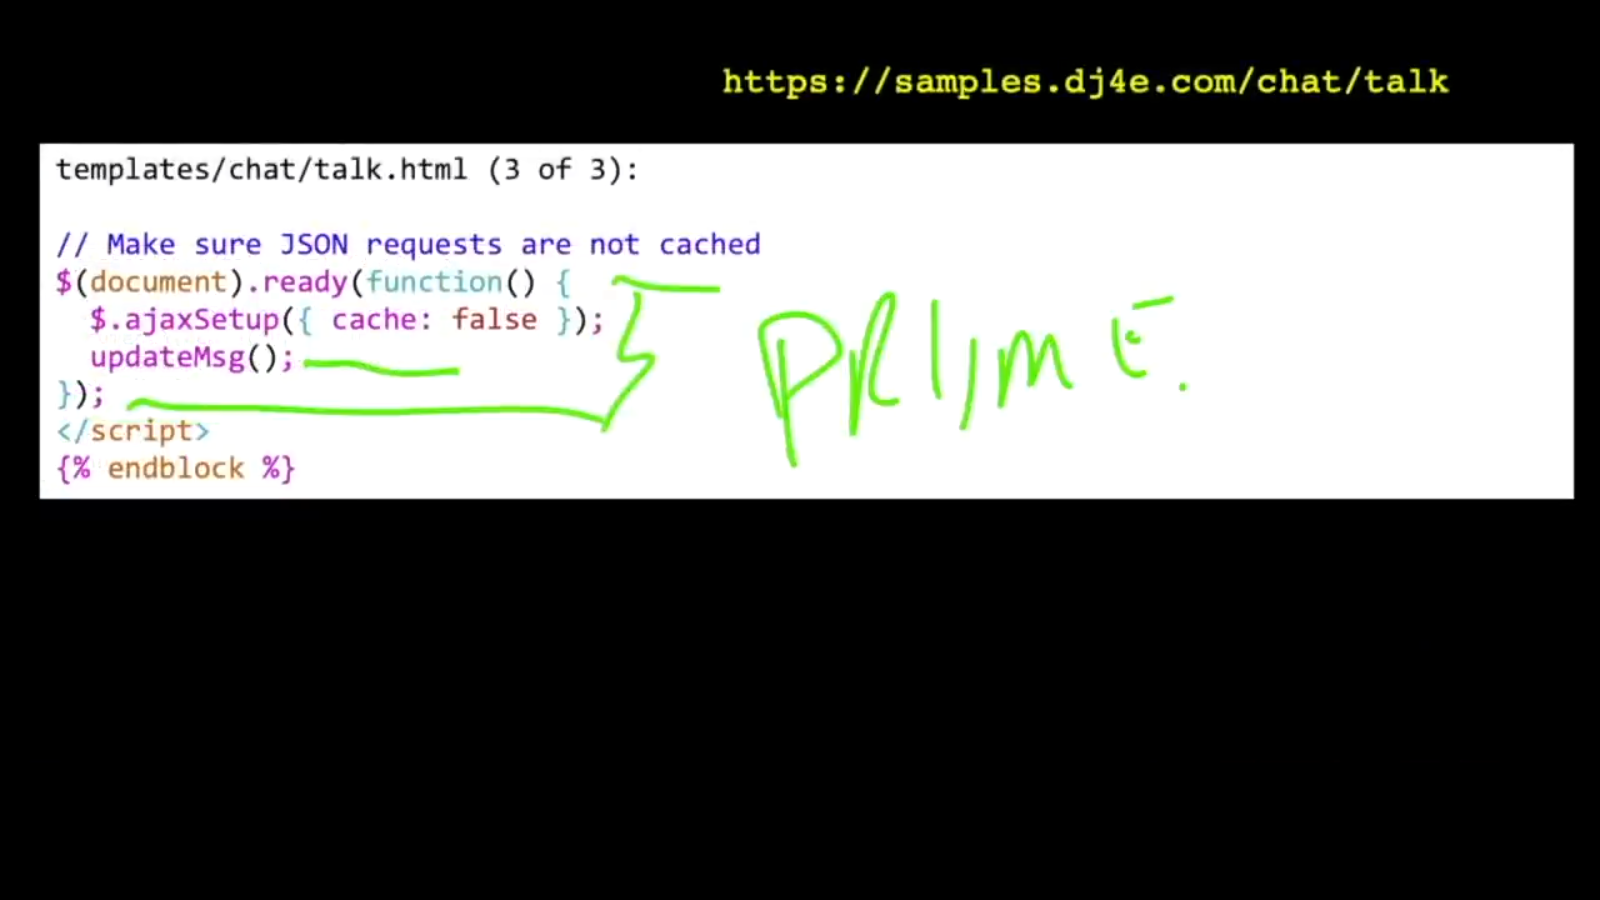 https://samples.dj4e.com/chat/talk
templates/chat/talk.html (3 of 3):
// Make sure JSON requests are not cached
$(document).ready(function() {
  $.ajaxSetup({ cache: false });
  updateMsg();
});
</script>
{% endblock %}
PRIME.